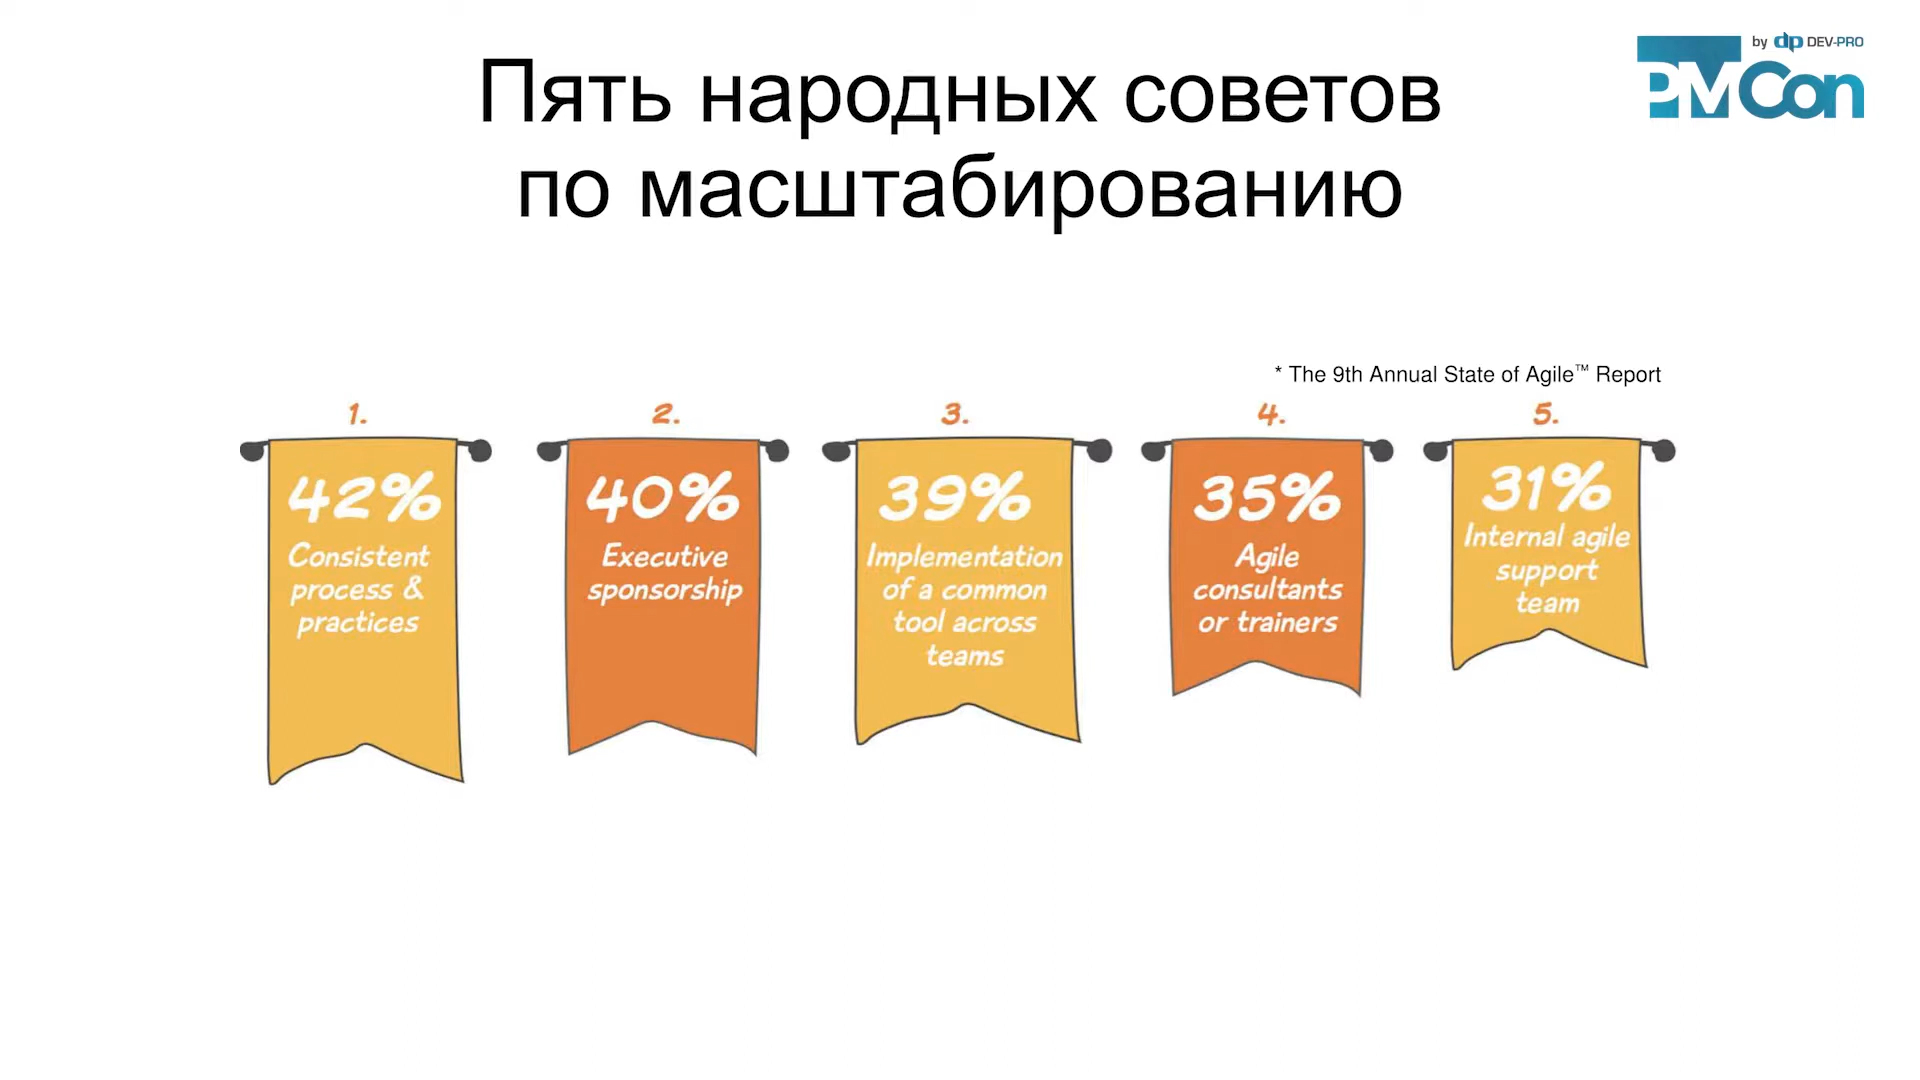 Пять народных советов
по масштабированию
by dp DEV-PRO
PMCon
* The 9th Annual State of Agile™ Report
1.
42%
Consistent
process &
practices
2.
40%
Executive
sponsorship
3.
39%
Implementation
of a common
tool across
teams
4.
35%
Agile
consultants
or trainers
5.
31%
Internal agile
support
team